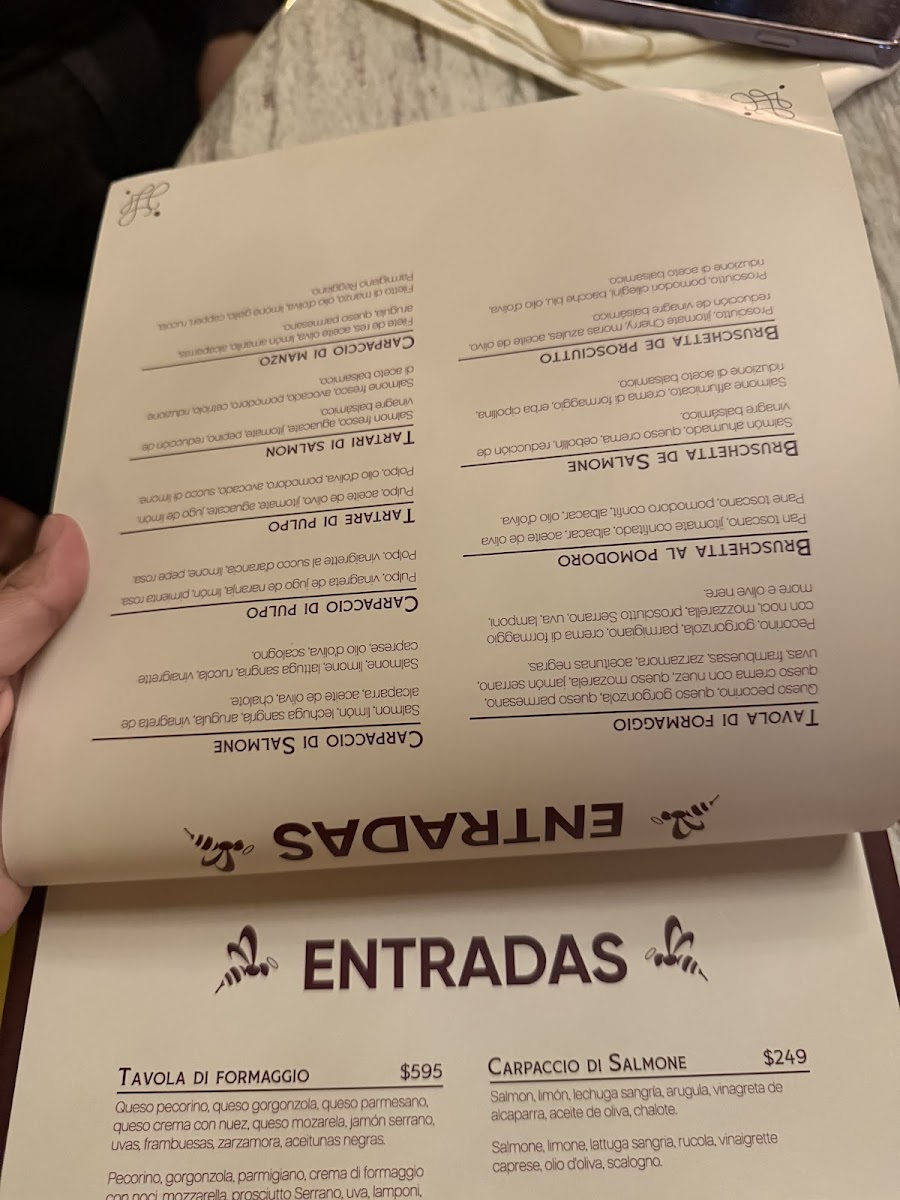 ENTRADAS
TAVOLA DI FORMAGGIO
Queso pecorino, queso gorgonzola, queso parmesano,
queso crema con nuez, queso mozarela, jamón serrano,
uvas, frambuesas, zarzamora, aceitunas negras.
Pecorino, gorgonzola, parmigiano, crema di formaggio
con noci, mozzarella, prosciutto Serrano, uva, lamponi,
more e olive nere.
BRUSCHETTA AL POMODORO
Pan toscano, jitomate confitado, albacar, aceite de oliva
Pane toscano, pomodoro confit, albacar, olio d'oliva.
BRUSCHETTA DE SALMONE
Salmón ahumado, queso crema, cebollín, reducción de
vinagre balsámico.
Salmone affumicato, crema di formaggio, erba cipolina,
riduzione di aceto balsamico.
BRUSCHETTA DE PROSCIUTTO
Prosciutto, jitomate Cherry, moras azules, aceite de olivo,
reducción de vinagre balsámico.
Prosciutto, pomodori ciliegini, bacche blu, olio d'oliva,
riduzione di aceto balsamico.
CARPACCIO DI SALMONE
Salmon, limón, lechuga sangria, arugula, vinagreta de
alcaparra, aceite de oliva, chalote.
Salmone, limone, lattuga sangria, rucola, vinaigrette
caprese, olio d'oliva, scalogno.
CARPACCIO DI PULPO
Pulpo, vinagreta de jugo de naranja, limón, pimienta rosa.
Polpo, vinaigrette al succo d'arancia, limone, pepe rosa.
TARTARE DI PULPO
Pulpo, aceite de olivo, jitomate, aguacate, jugo de limón.
Polpo, olio d'oliva, pomodoro, avocado, succo di limone.
TARTARI DI SALMON
Salmon fresco, aguacate, jitomate, pepino, reducción de
vinagre balsámico.
Salmone fresco, avocado, pomodoro, cetriolo, riduzione
di aceto balsamico.
CARPACCIO DI MANZO
Filete de res, aceite oliva, limón amarillo, alcaparras,
arugula, queso parmesano.
Filetto di manzo, olio d'oliva, limone giallo, capperi, rucola,
Parmigiano Reggiano.
ENTRADAS
TAVOLA DI FORMAGGIO $595
Queso pecorino, queso gorgonzola, queso parmesano,
queso crema con nuez, queso mozarela, jamón serrano,
uvas, frambuesas, zarzamora, aceitunas negras.
Pecorino, gorgonzola, parmigiano, crema di formaggio
con noci, mozzarella, prosciutto Serrano, uva, lamponi,
CARPACCIO DI SALMONE $249
Salmon, limón, lechuga sangria, arugula, vinagreta de
alcaparra, aceite de oliva, chalote.
Salmone, limone, lattuga sangria, rucola, vinaigrette
caprese, olio d'oliva, scalogno.